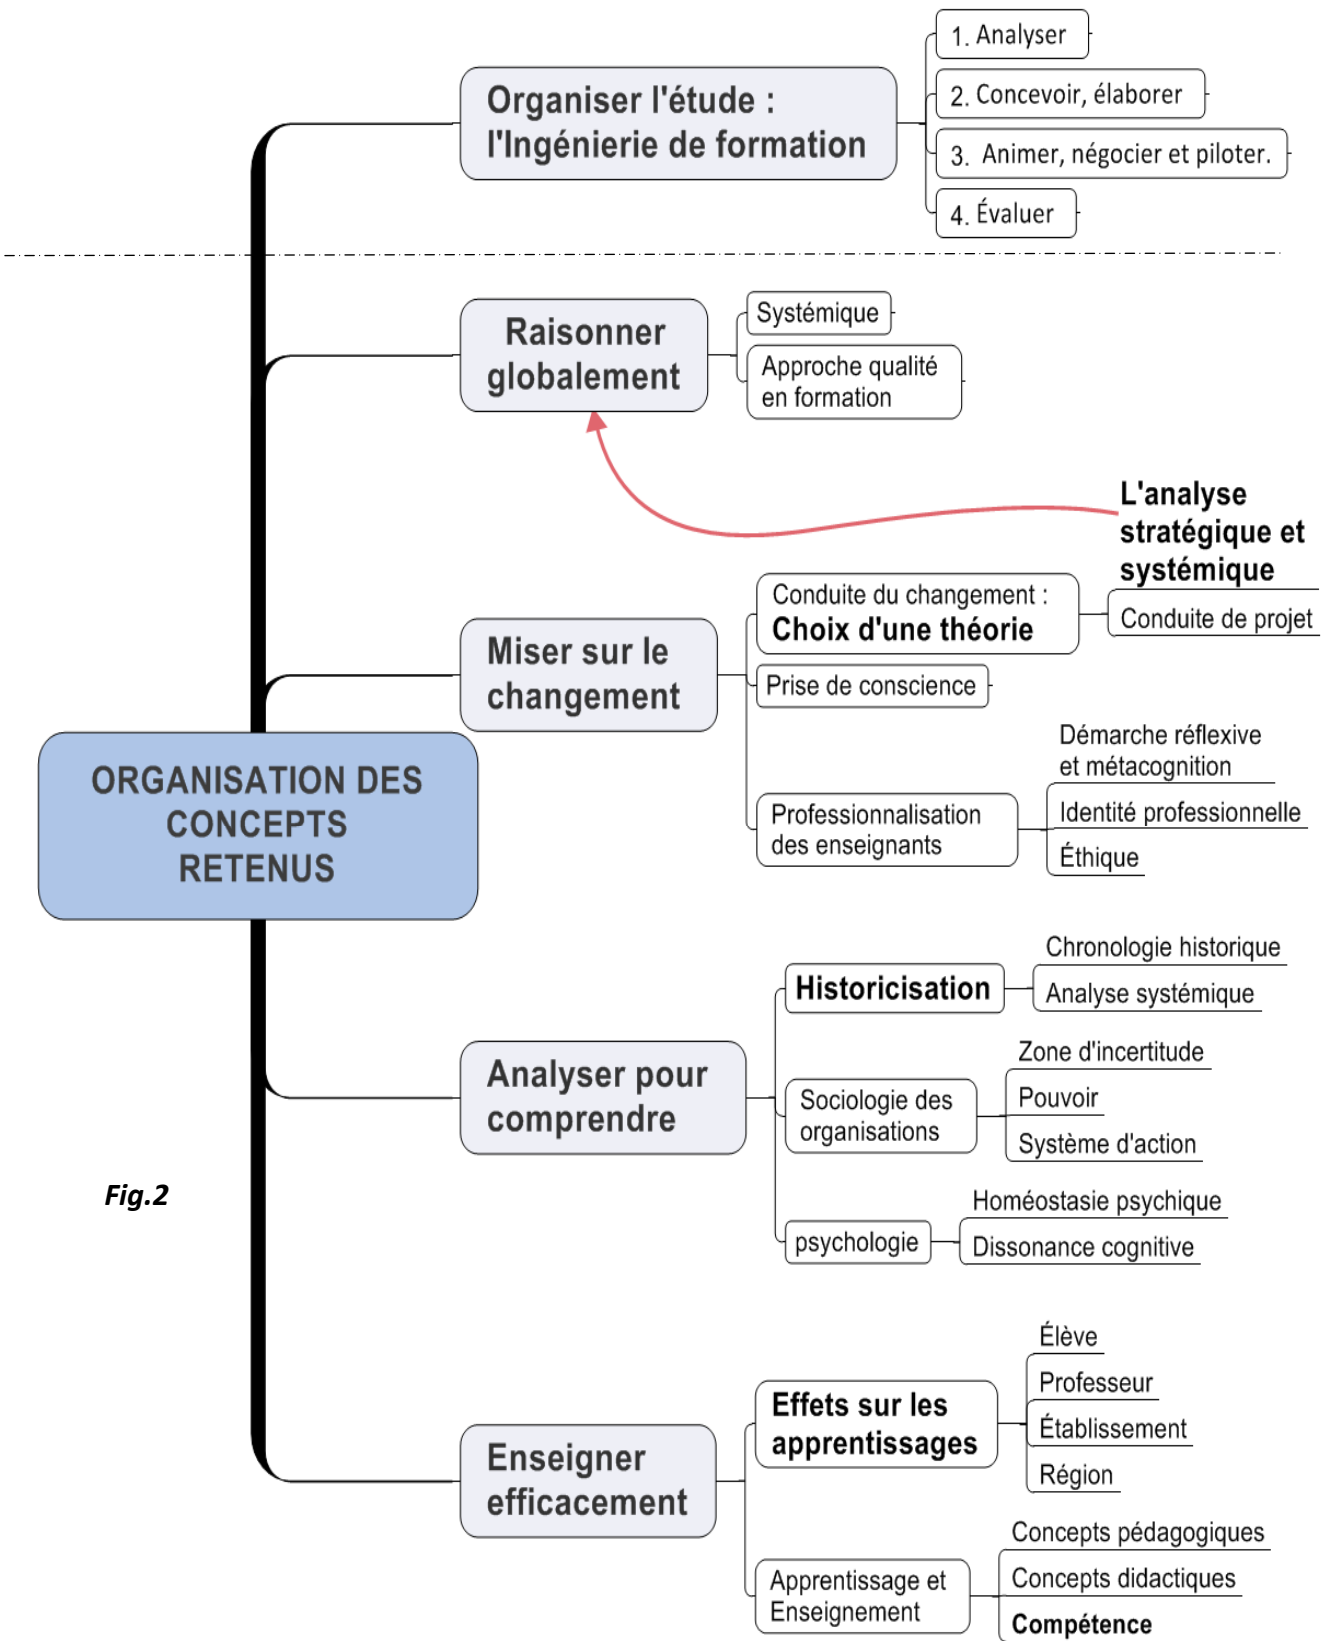 1. Analyser
Organiser l'étude :
l'Ingénierie de formation
2. Concevoir, élaborer
3. Animer, négocier et piloter.
4. Évaluer
Raisonner
globalement
Systémique
Approche qualité
en formation
L'analyse
stratégique et
systémique
Conduite de projet
Miser sur le
changement
Conduite du changement :
Choix d'une théorie
Prise de conscience
Professionnalisation
des enseignants
Démarche réflexive
et métacognition
Identité professionnelle
Éthique
ORGANISATION DES
CONCEPTS
RETENUS
Analyser pour
comprendre
Historicisation
Chronologie historique
Analyse systémique
Sociologie des
organisations
Zone d'incertitude
Pouvoir
Système d'action
psychologie
Homéostasie psychique
Dissonance cognitive
Fig.2
Enseigner
efficacement
Effets sur les
apprentissages
Élève
Professeur
Établissement
Région
Apprentissage et
Enseignement
Concepts pédagogiques
Concepts didactiques
Compétence